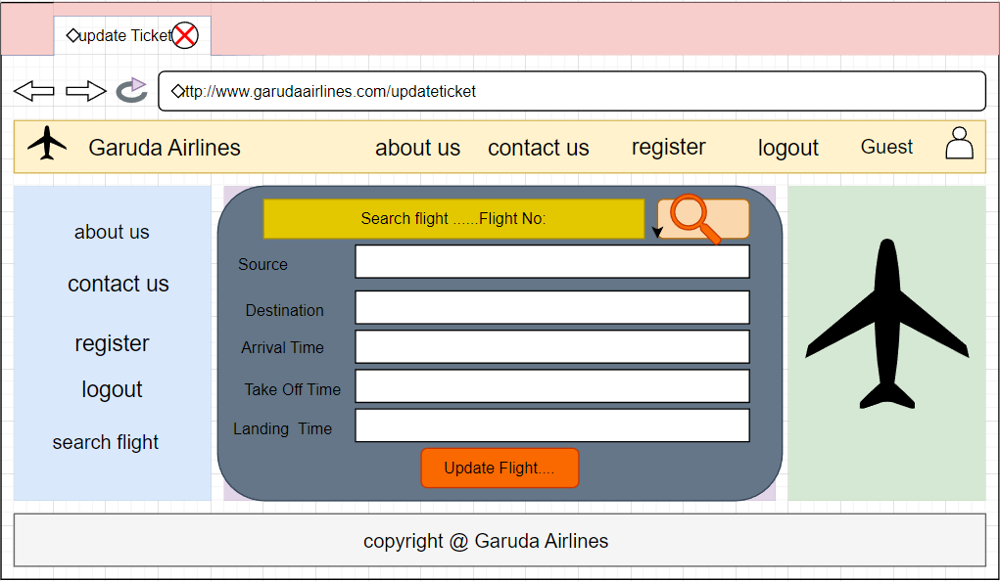 update Ticket
ttp://www.garudaairlines.com/updateticket
Garuda Airlines about us contact us register logout Guest
about us
contact us
register
logout
search flight
Search flight ......Flight No:
Source
Destination
Arrival Time
Take Off Time
Landing Time
Update Flight....
copyright @ Garuda Airlines